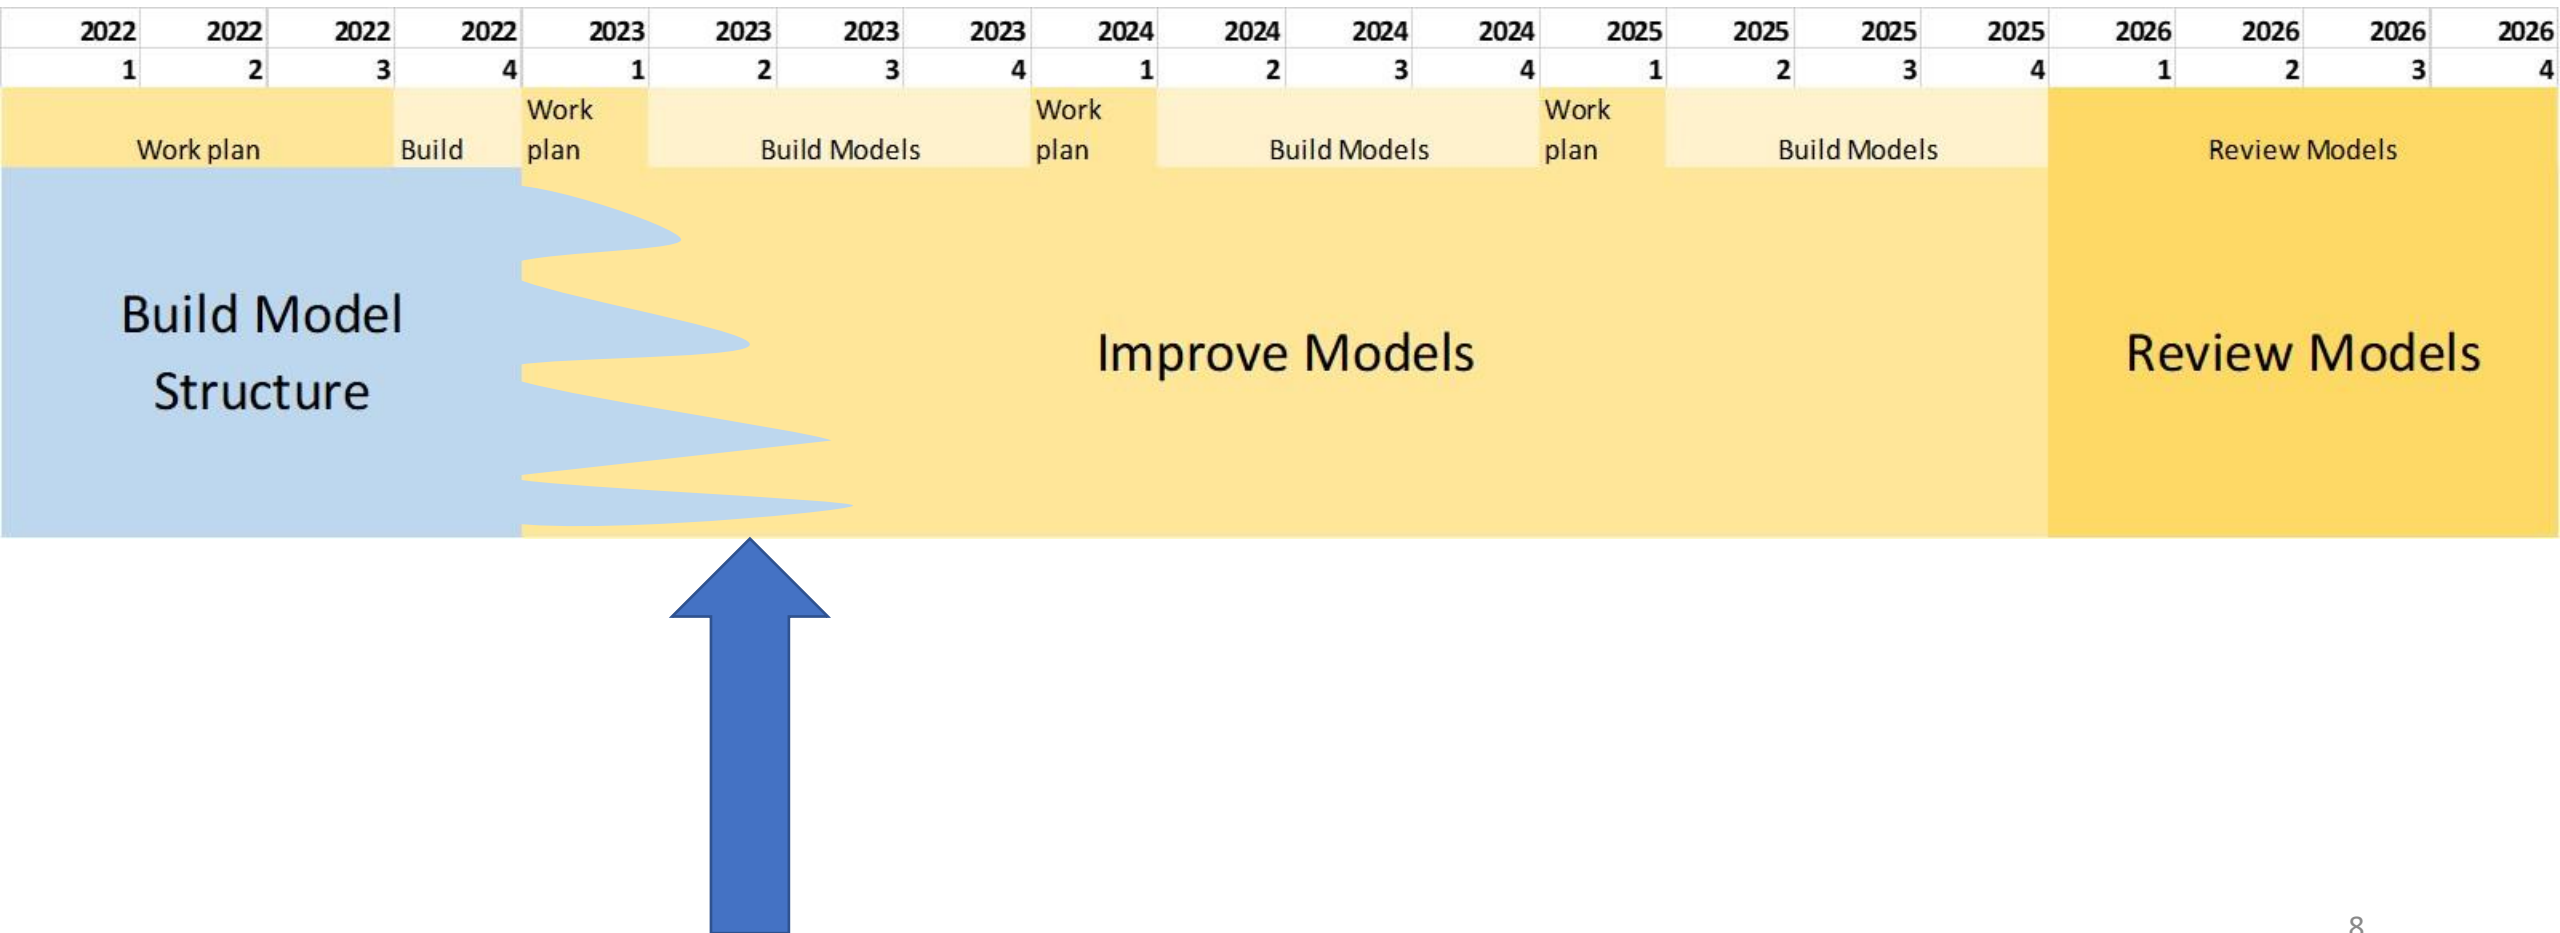 2022 2022 2022 2022 2023 2023 2023 2023 2024 2024 2024 2024 2025 2025 2025 2025 2026 2026 2026 2026
1 2 3 4 1 2 3 4 1 2 3 4 1 2 3 4 1 2 3 4
Work plan
Build
Work
plan
Build Models
Work
plan
Build Models
Work
plan
Build Models
Review Models
Build Model
Structure
Improve Models
Review Models
8